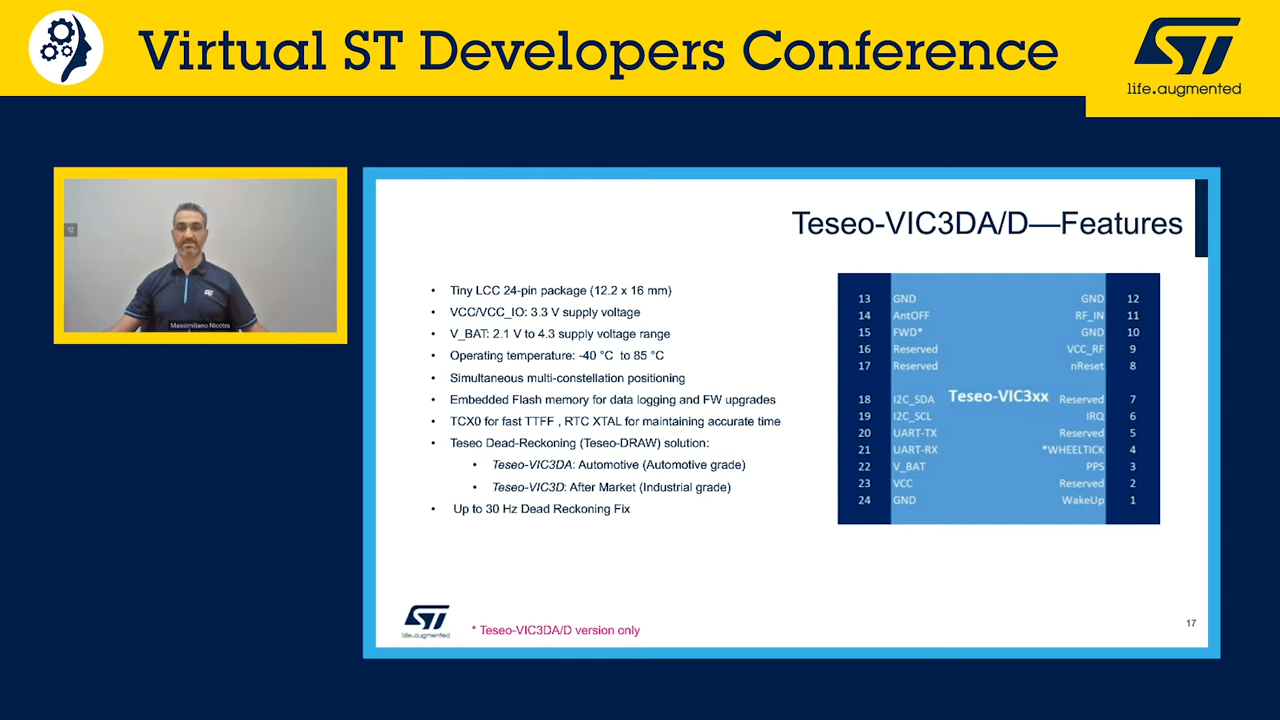 Virtual ST Developers Conference
ST
life.augmented
Massimiliano Nicotra
Teseo-VIC3DA/D—Features
• Tiny LCC 24-pin package (12.2 x 16 mm)
• VCC/VCC_IO: 3.3 V supply voltage
• V_BAT: 2.1 V to 4.3 supply voltage range
• Operating temperature: -40 °C to 85 °C
• Simultaneous multi-constellation positioning
• Embedded Flash memory for data logging and FW upgrades
• TCX0 for fast TTFF , RTC XTAL for maintaining accurate time
• Teseo Dead-Reckoning (Teseo-DRAW) solution:
• Teseo-VIC3DA: Automotive (Automotive grade)
• Teseo-VIC3D: After Market (Industrial grade)
• Up to 30 Hz Dead Reckoning Fix
13 GND GND 12
14 AntOFF RF_IN 11
15 FWD* GND 10
16 Reserved VCC_RF 9
17 Reserved nReset 8
18 I2C_SDA Teseo-VIC3xx Reserved 7
19 I2C_SCL IRQ 6
20 UART-TX Reserved 5
21 UART-RX *WHEELTICK 4
22 V_BAT PPS 3
23 VCC Reserved 2
24 GND WakeUp 1
ST
life.augmented
* Teseo-VIC3DA/D version only
17